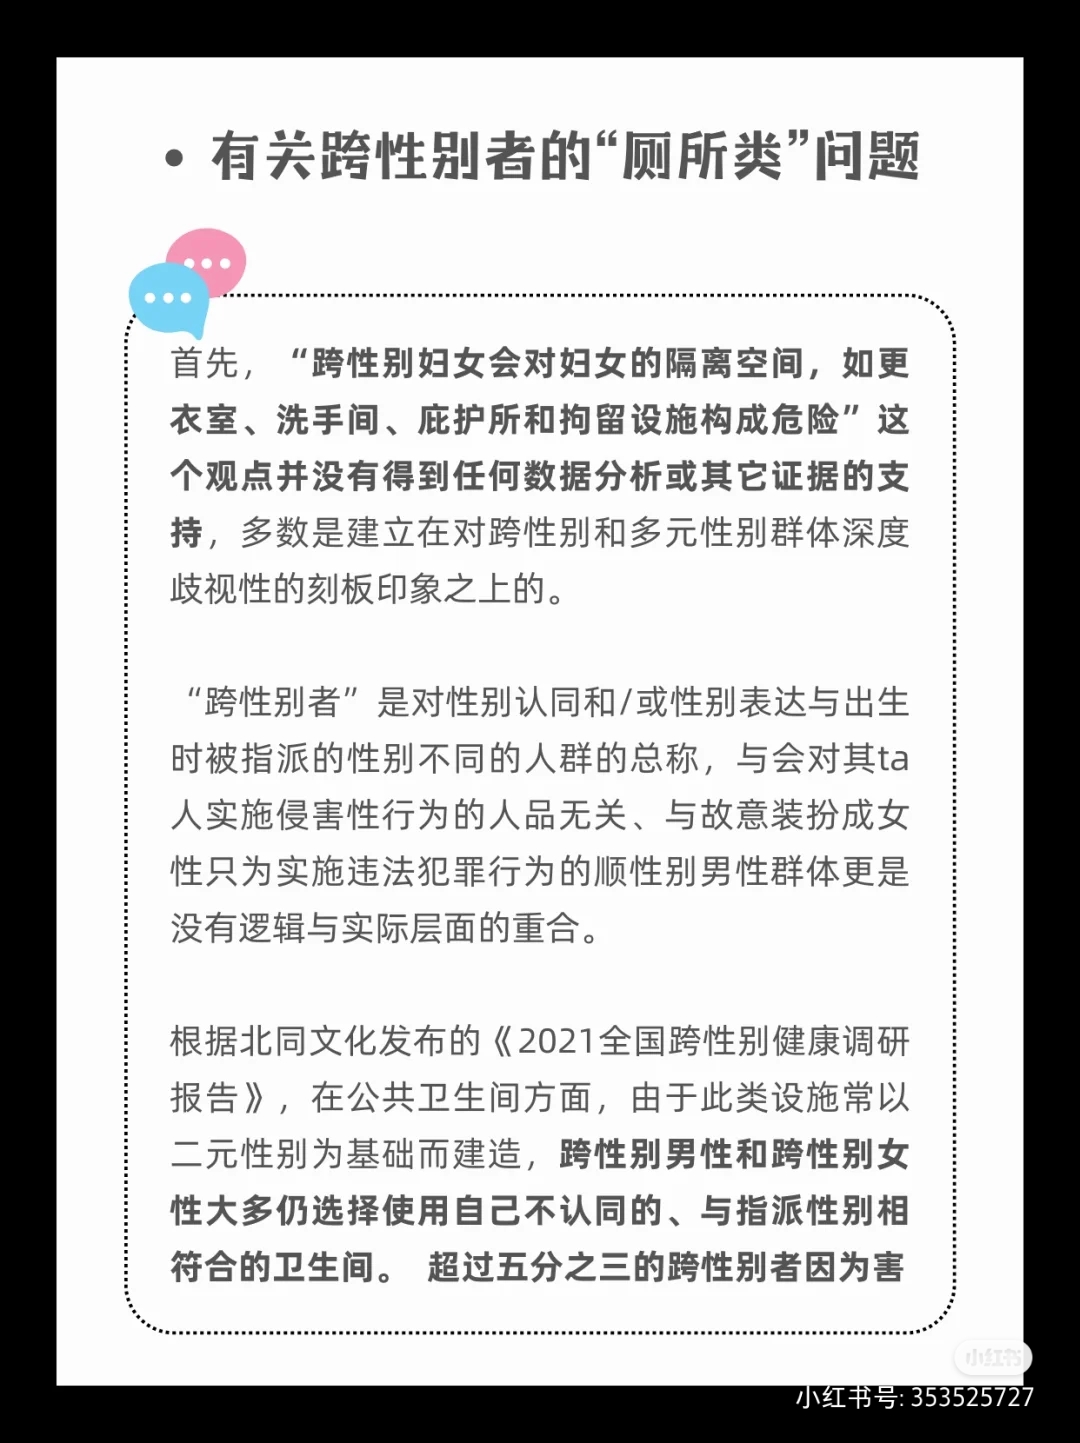 • 有关跨性别者的“厕所类”问题
首先，“跨性别妇女会对妇女的隔离空间，如更
衣室、洗手间、庇护所和拘留设施构成危险”这
个观点并没有得到任何数据分析或其它证据的支
持，多数是建立在对跨性别和多元性别群体深度
歧视性的刻板印象之上的。
“跨性别者”是对性别认同和/或性别表达与出生
时被指派的性别不同的人群的总称，与会对其ta
人实施侵害性行为的人品无关、与故意装扮成女
性只为实施违法犯罪行为的顺性别男性群体更是
没有逻辑与实际层面的重合。
根据北同文化发布的《2021全国跨性别健康调研
报告》，在公共卫生间方面，由于此类设施常以
二元性别为基础而建造，跨性别男性和跨性别女
性大多仍选择使用自己不认同的、与指派性别相
符合的卫生间。 超过五分之三的跨性别者因为害
小红书
小红书号: 353525727